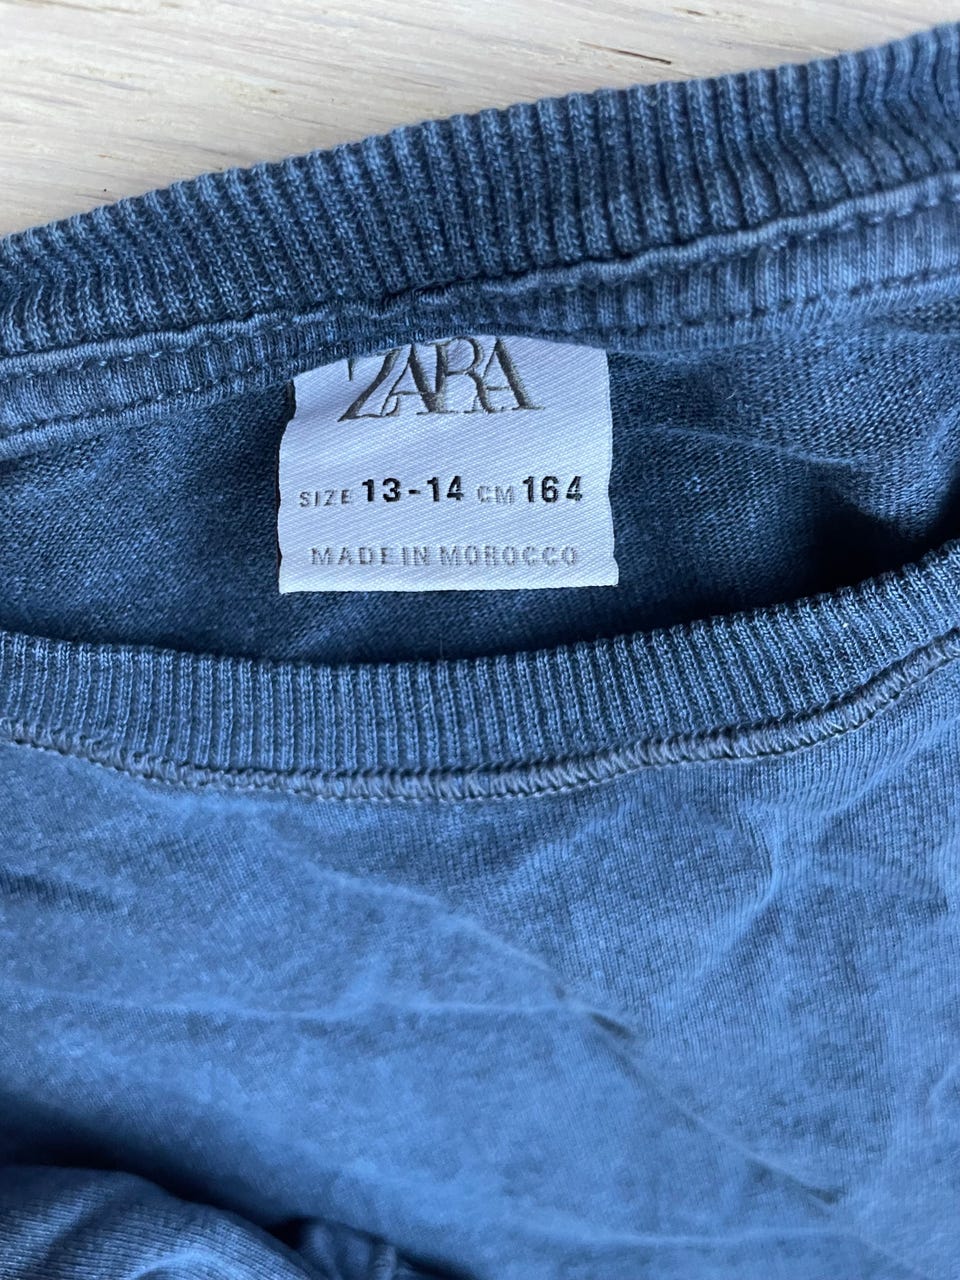 ZARA
SIZE 13-14 CM 164
MADE IN MOROCCO